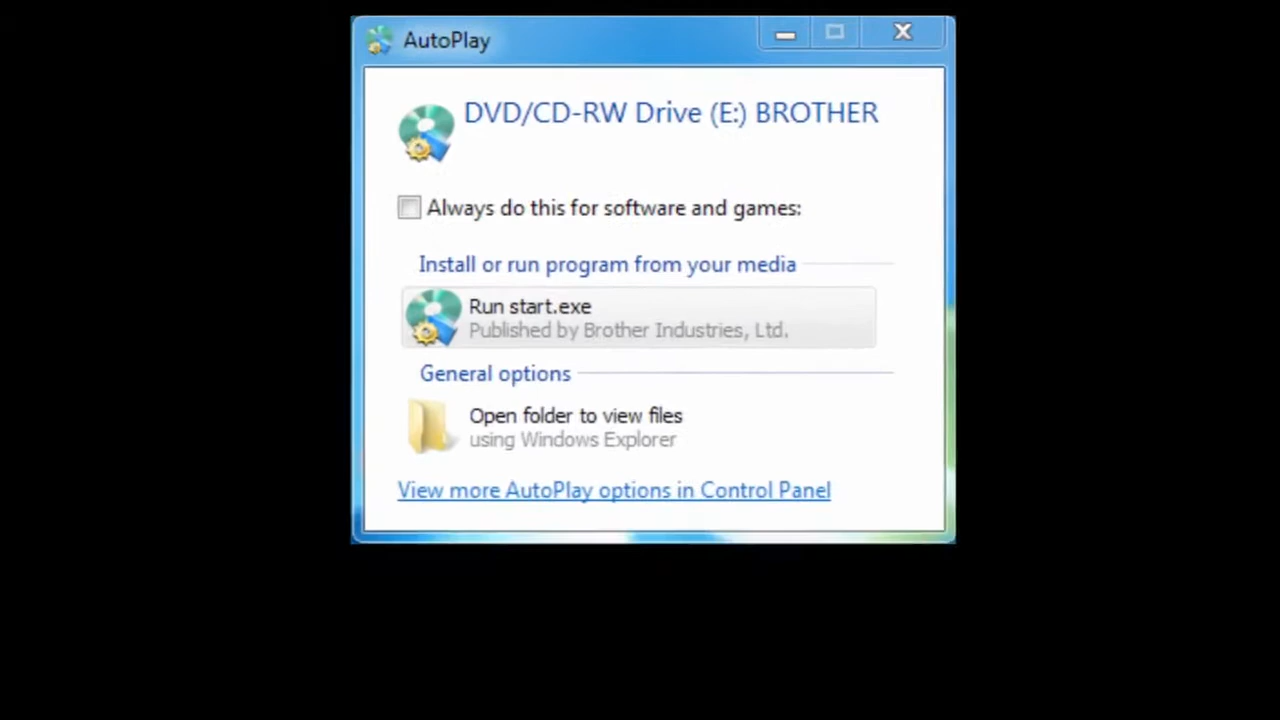 AutoPlay
DVD/CD-RW Drive (E:) BROTHER
Always do this for software and games:
Install or run program from your media
Run start.exe
Published by Brother Industries, Ltd.
General options
Open folder to view files
using Windows Explorer
View more AutoPlay options in Control Panel